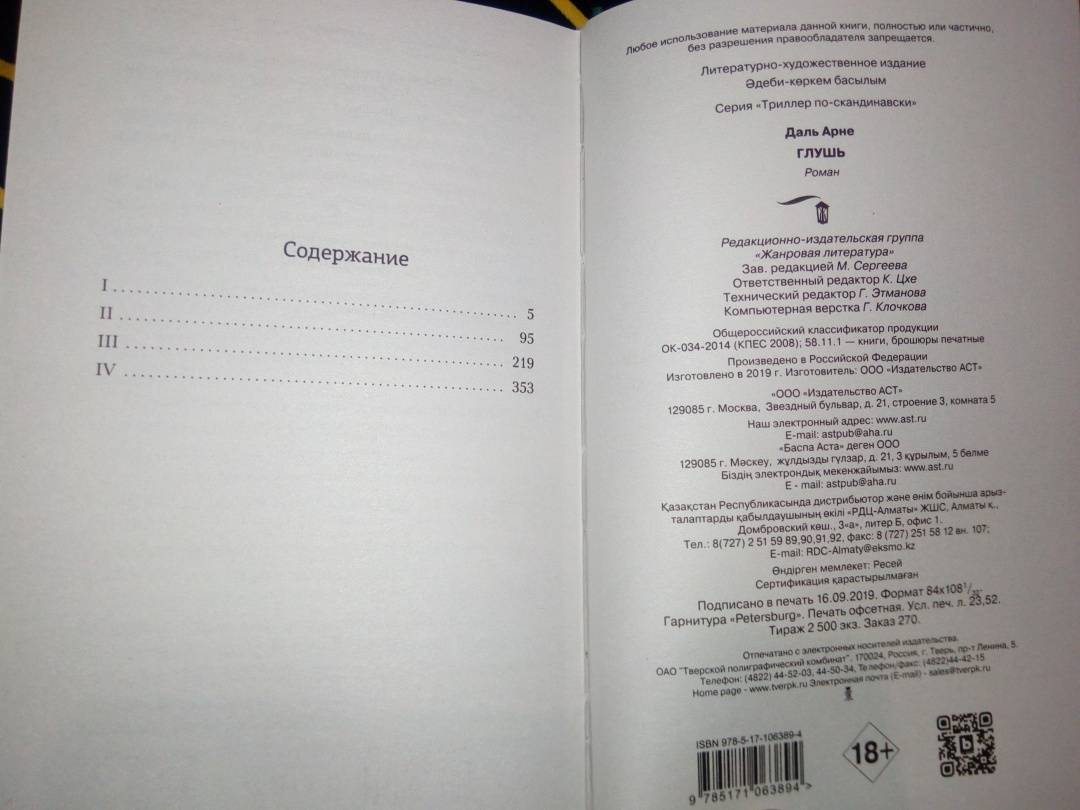 Содержание
I ........ 5
II ........ 95
III ........ 219
IV ........ 353
Любое использование материала данной книги, полностью или частично,
без разрешения правообладателя запрещается.
Литературно-художественное издание
Әдеби-көркем басылым
Серия «Триллер по-скандинавски»
Даль Арне
ГЛУШЬ
Роман
Редакционно-издательская группа
«Жанровая литература»
Зав. редакцией М. Сергеева
Ответственный редактор К. Цхе
Технический редактор Г. Этманова
Компьютерная верстка Г. Клочкова
Общероссийский классификатор продукции
ОК-034-2014 (КПЕС 2008); 58.11.1 — книги, брошюры печатные
Произведено в Российской Федерации
Изготовлено в 2019 г. Изготовитель: ООО «Издательство АСТ»
«ООО «Издательство АСТ»
129085 г. Москва, Звездный бульвар, д. 21, строение 3, комната 5
Наш электронный адрес: www.ast.ru
E-mail: astpub@aha.ru
«Баспа Аста» деген ООО
129085 г. Мәскеу, жұлдызды гүлзар, д. 21, 3 құрылым, 5 бөлме
Біздің электрондық мекенжайымыз: www.ast.ru
E - mail: astpub@aha.ru
Қазақстан Республикасында дистрибьютор және өнім бойынша арыз-
талаптарды қабылдаушының өкілі «РДЦ-Алматы» ЖШС, Алматы қ.,
Домбровский көш., 3«а», литер Б, офис 1.
Тел.: 8(727) 2 51 59 89,90,91,92, факс: 8 (727) 251 58 12 вн. 107;
E-mail: RDC-Almaty@eksmo.kz
Өндірген мемлекет: Ресей
Сертификация қарастырылмаған
Подписано в печать 16.09.2019. Формат 84х108 1/32.
Гарнитура «Petersburg». Печать офсетная. Усл. печ. л. 23,52.
Тираж 2 500 экз. Заказ 270.
Отпечатано с электронных носителей издательства.
ОАО "Тверской полиграфический комбинат". 170024, Россия, г. Тверь, пр-т Ленина, 5.
Телефон: (4822) 44-52-03, 44-50-34, Телефон/факс: (4822)44-42-15
Home page - www.tverpk.ru Электронная почта (E-mail) - sales@tverpk.ru
ISBN 978-5-17-106389-4
9 785171 063894 >
18+